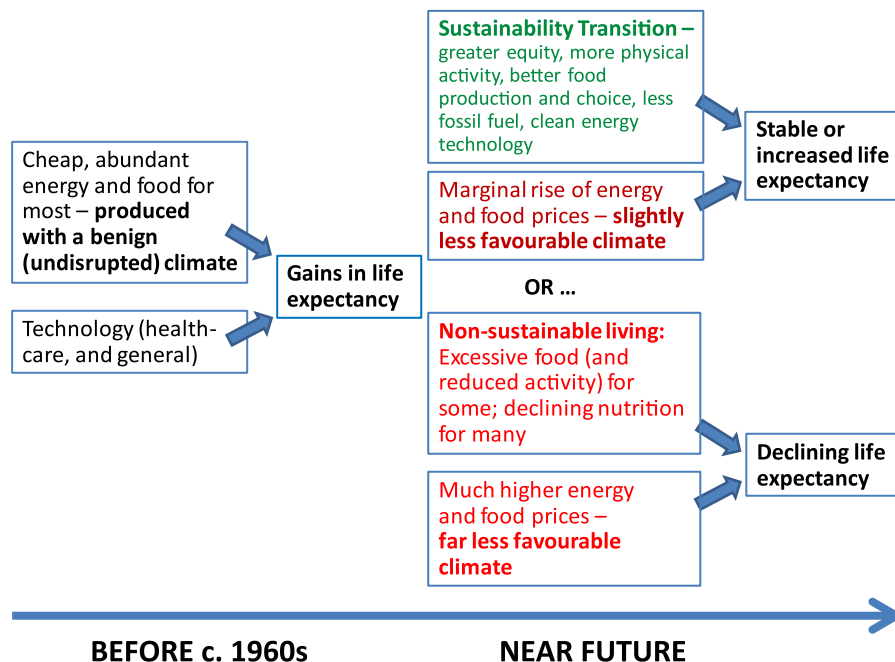 Cheap, abundant
energy and food for
most – produced
with a benign
(undisrupted) climate
Technology (health-
care, and general)
Gains in life
expectancy
Sustainability Transition –
greater equity, more physical
activity, better food
production and choice, less
fossil fuel, clean energy
technology
Marginal rise of energy
and food prices – slightly
less favourable climate
Stable or
increased life
expectancy
OR ...
Non-sustainable living:
Excessive food (and
reduced activity) for
some; declining nutrition
for many
Much higher energy
and food prices –
far less favourable
climate
Declining life
expectancy
BEFORE c. 1960s
NEAR FUTURE